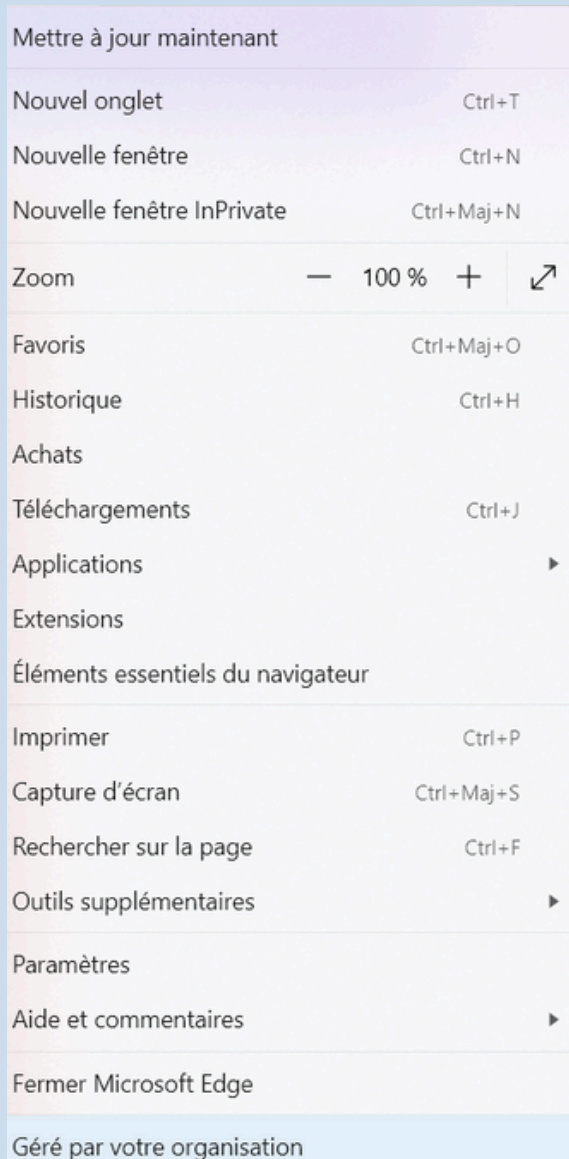 Mettre à jour maintenant
Nouvel onglet Ctrl+T
Nouvelle fenêtre Ctrl+N
Nouvelle fenêtre InPrivate Ctrl+Maj+N
Zoom — 100 % +
Favoris Ctrl+Maj+O
Historique Ctrl+H
Achats
Téléchargements Ctrl+J
Applications
Extensions
Éléments essentiels du navigateur
Imprimer Ctrl+P
Capture d’écran Ctrl+Maj+S
Rechercher sur la page Ctrl+F
Outils supplémentaires
Paramètres
Aide et commentaires
Fermer Microsoft Edge
Géré par votre organisation